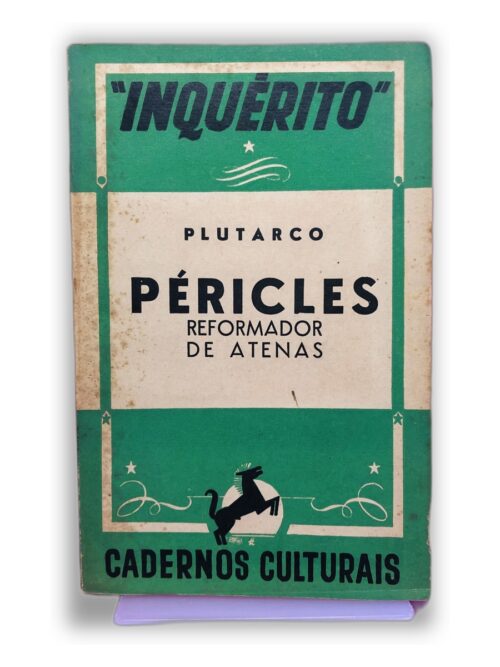 "INQUÉRITO"
PLUTARCO
PÉRICLES
REFORMADOR
DE ATENAS
CADERNOS CULTURAIS